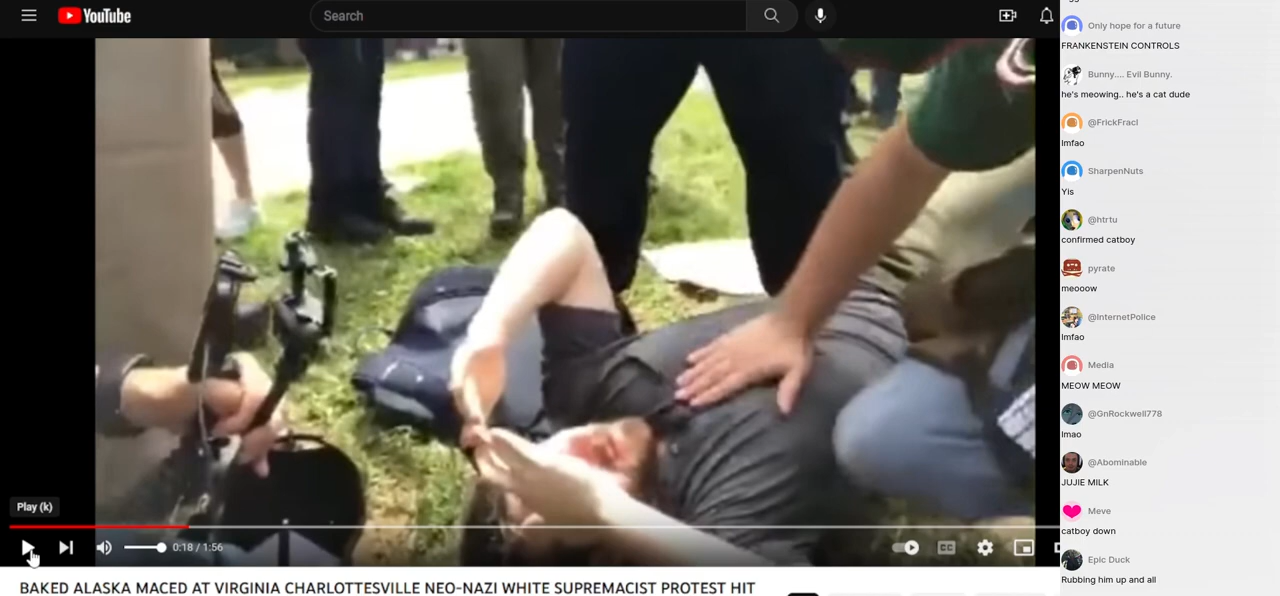 YouTube
Search
Only hope for a future
FRANKENSTEIN CONTROLS
Bunny.... Evil Bunny.
he's meowing.. he's a cat dude
@FrickFracl
lmfao
SharpenNuts
Yis
@htrtu
confirmed catboy
pyrate
meooow
@InternetPolice
lmfao
Media
MEOW MEOW
@GnRockwell778
lmao
@Abominable
JUJIE MILK
Meve
catboy down
Epic Duck
Rubbing him up and all
Play (k)
0:18 / 1:56
CC
BAKED ALASKA MACED AT VIRGINIA CHARLOTTESVILLE NEO-NAZI WHITE SUPREMACIST PROTEST HIT